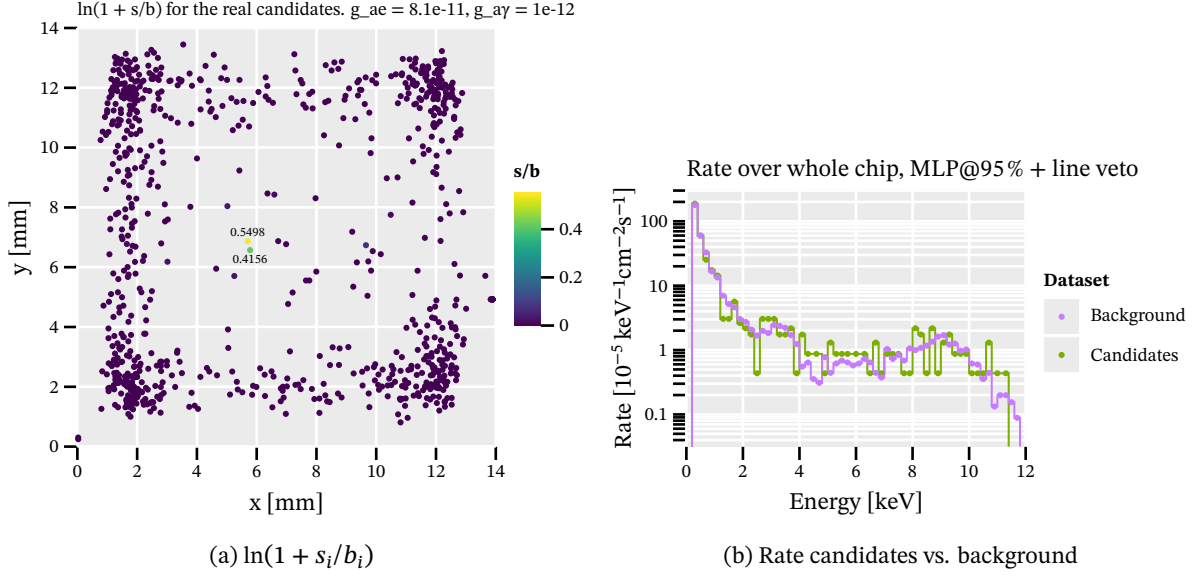 ln(1 + s/b) for the real candidates. g_ae = 8.1e-11, g_aγ = 1e-12
14
12
10
8
6
4
2
0
y [mm]
0 2 4 6 8 10 12 14
x [mm]
0.5498
0.4156
s/b
0.4
0.2
0
(a) ln(1 + sᵢ/bᵢ)
Rate over whole chip, MLP@95% + line veto
Rate [10⁻⁵ keV⁻¹cm⁻²s⁻¹]
100
10
1
0.1
0 2 4 6 8 10 12
Energy [keV]
Dataset
Background
Candidates
(b) Rate candidates vs. background